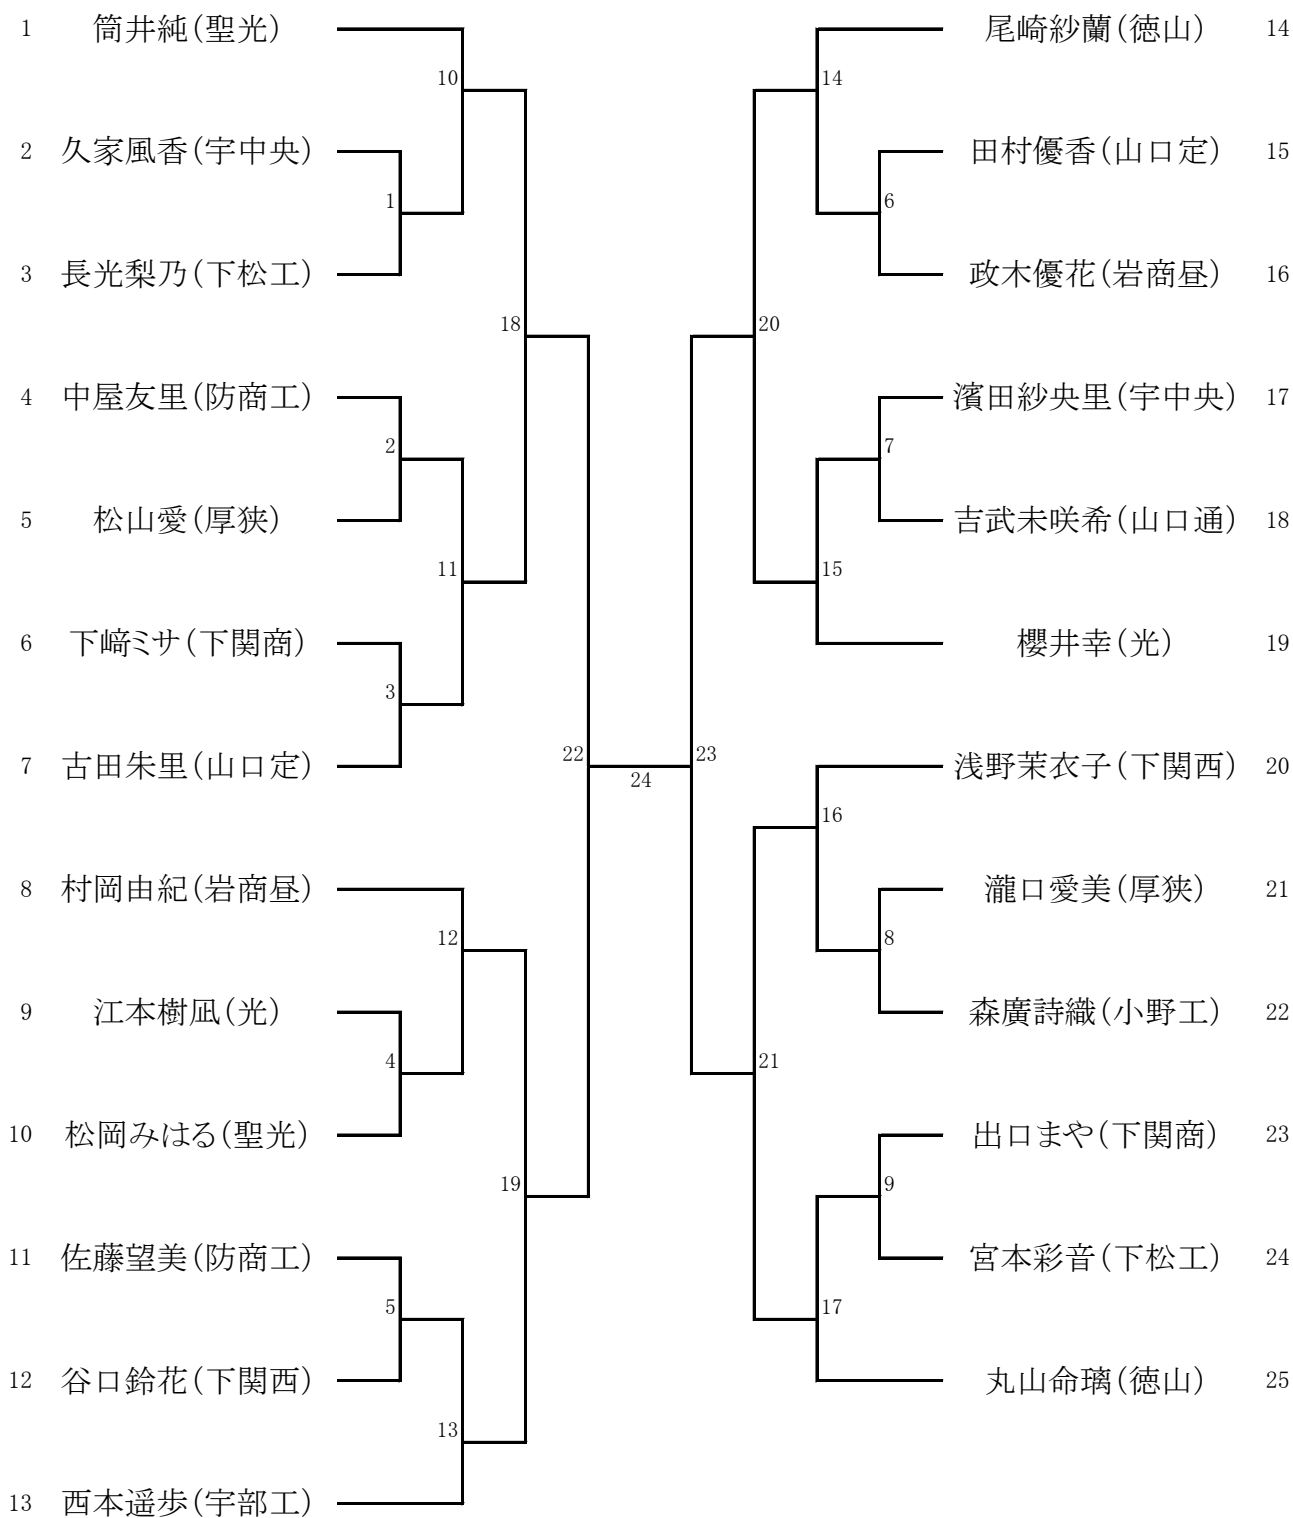 1 筒井純(聖光)
10
2 久家風香(宇中央)
1
3 長光梨乃(下松工)
18
4 中屋友里(防商工)
2
5 松山愛(厚狭)
11
6 下﨑ミサ(下関商)
3
7 古田朱里(山口定)
22
24
8 村岡由紀(岩商昼)
12
9 江本樹凪(光)
4
10 松岡みはる(聖光)
19
11 佐藤望美(防商工)
5
12 谷口鈴花(下関西)
13
13 西本遥歩(宇部工)
尾崎紗蘭(徳山) 14
14
田村優香(山口定) 15
6
政木優花(岩商昼) 16
20
濱田紗央里(宇中央) 17
7
吉武未咲希(山口通) 18
15
櫻井幸(光) 19
23
浅野茉衣子(下関西) 20
16
瀧口愛美(厚狭) 21
8
森廣詩織(小野工) 22
21
出口まや(下関商) 23
9
宮本彩音(下松工) 24
17
丸山命璃(徳山) 25